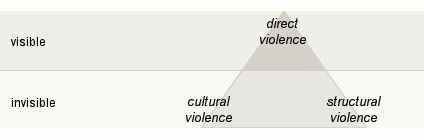 direct
violence
visible
cultural
violence
structural
violence
invisible